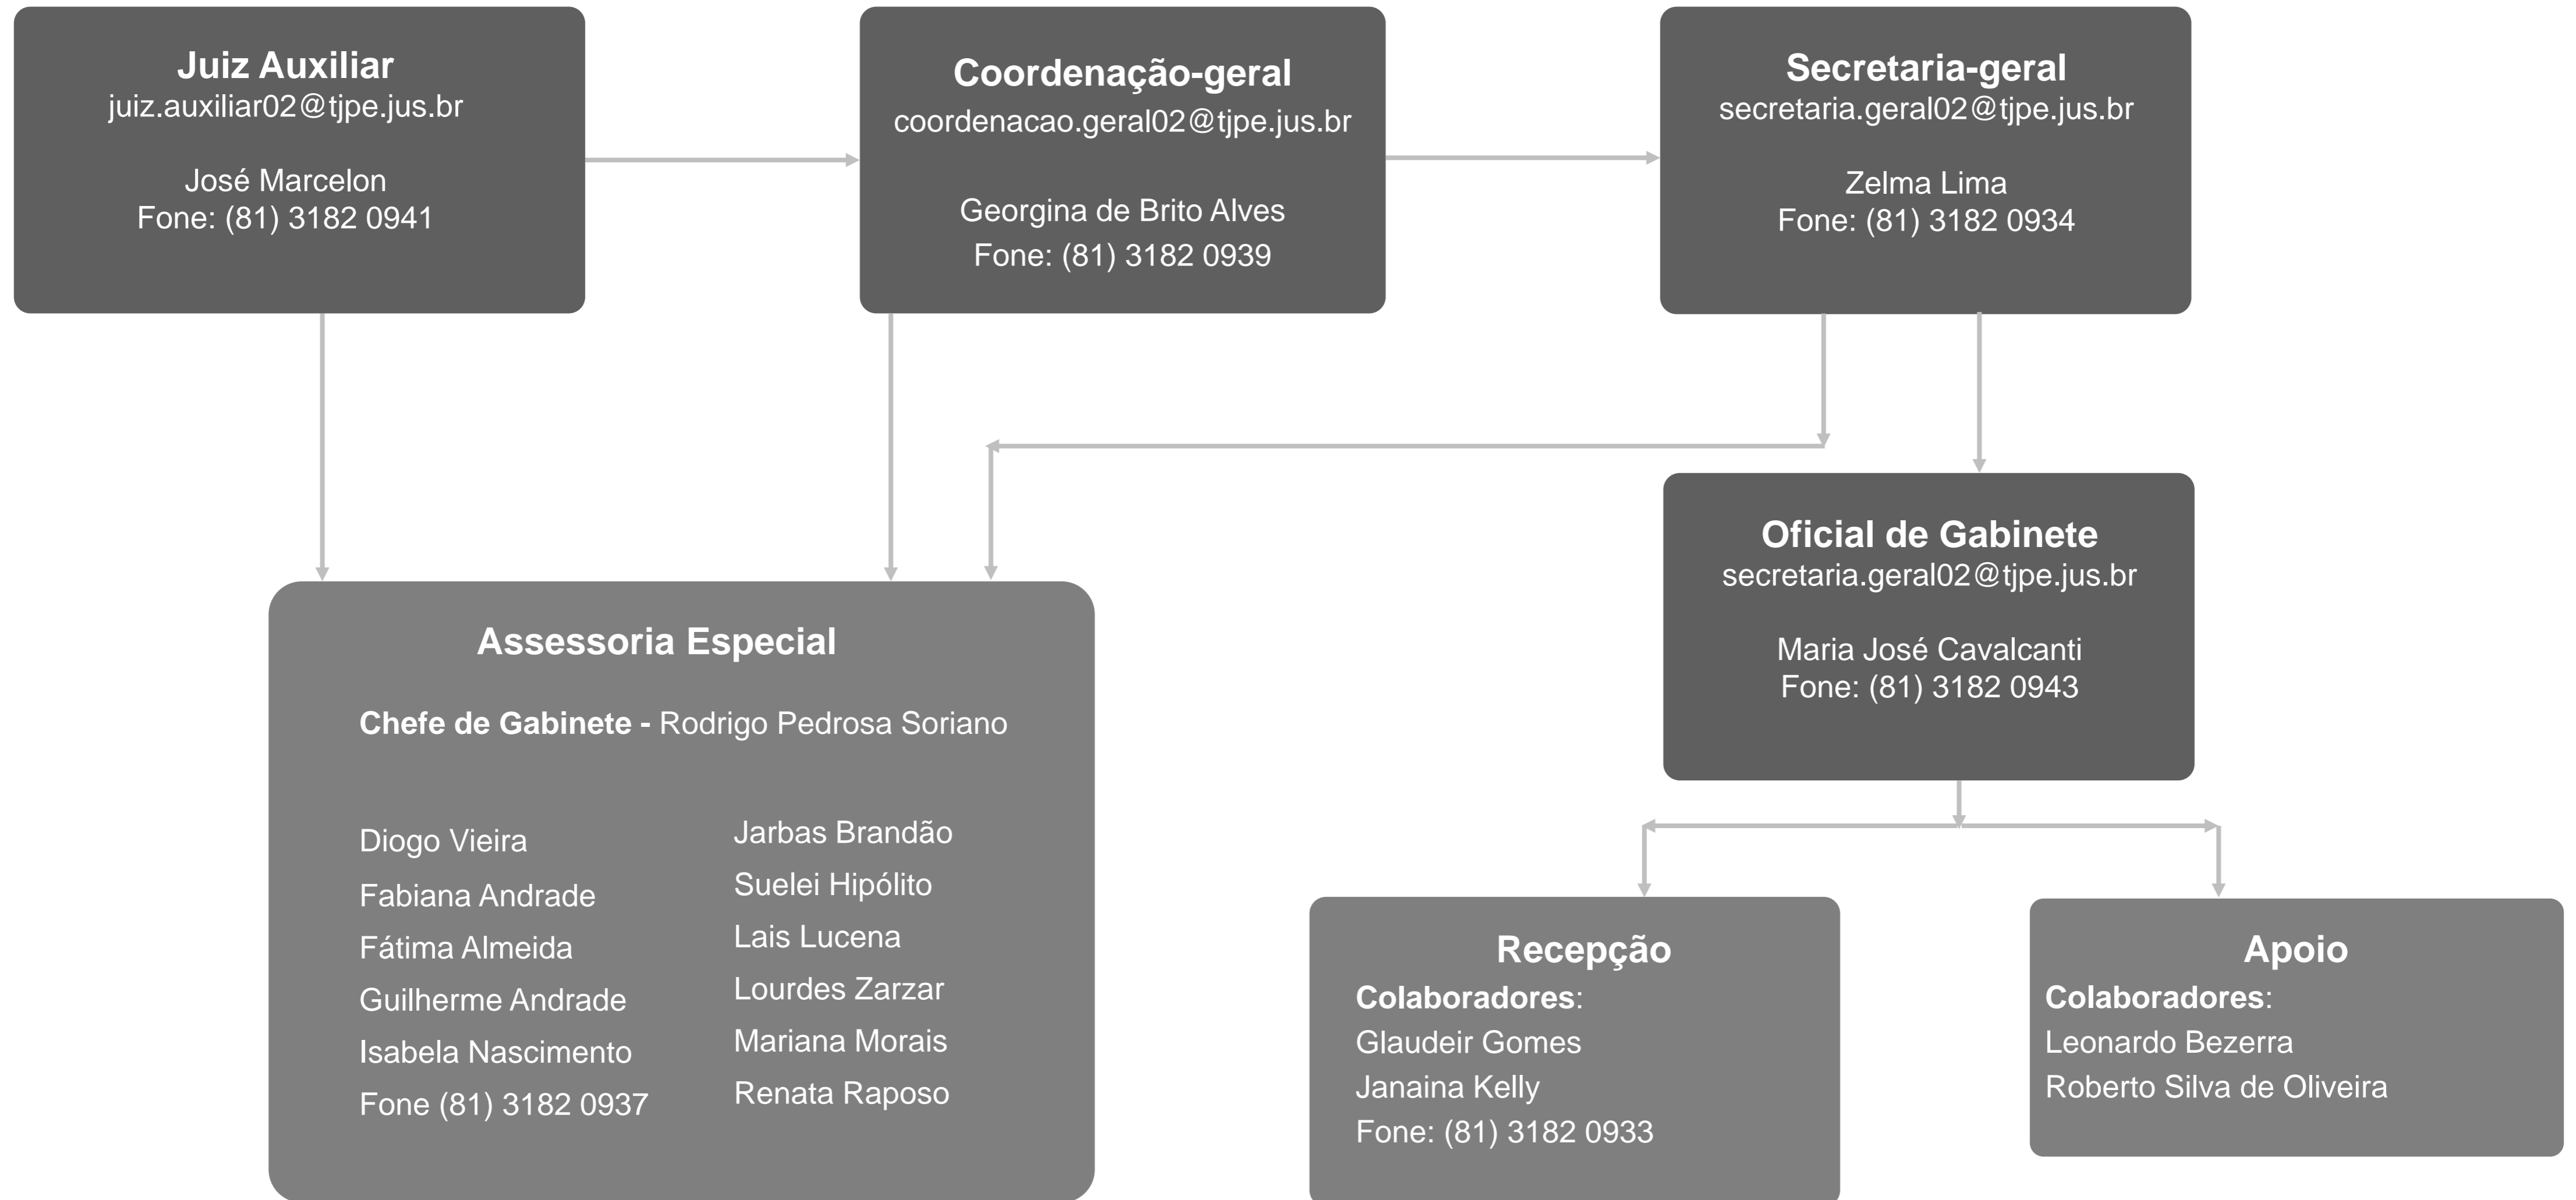 Juiz Auxiliar
juiz.auxiliar02@tjpe.jus.br
José Marcelon
Fone: (81) 3182 0941
Coordenação-geral
coordenacao.geral02@tjpe.jus.br
Georgina de Brito Alves
Fone: (81) 3182 0939
Secretaria-geral
secretaria.geral02@tjpe.jus.br
Zelma Lima
Fone: (81) 3182 0934
Oficial de Gabinete
secretaria.geral02@tjpe.jus.br
Maria José Cavalcanti
Fone: (81) 3182 0943
Assessoria Especial
Chefe de Gabinete - Rodrigo Pedrosa Soriano
Diogo Vieira
Fabiana Andrade
Fátima Almeida
Guilherme Andrade
Isabela Nascimento
Fone (81) 3182 0937
Jarbas Brandão
Suelei Hipólito
Lais Lucena
Lourdes Zarzar
Mariana Morais
Renata Raposo
Recepção
Colaboradores:
Glaudeir Gomes
Janaina Kelly
Fone: (81) 3182 0933
Apoio
Colaboradores:
Leonardo Bezerra
Roberto Silva de Oliveira